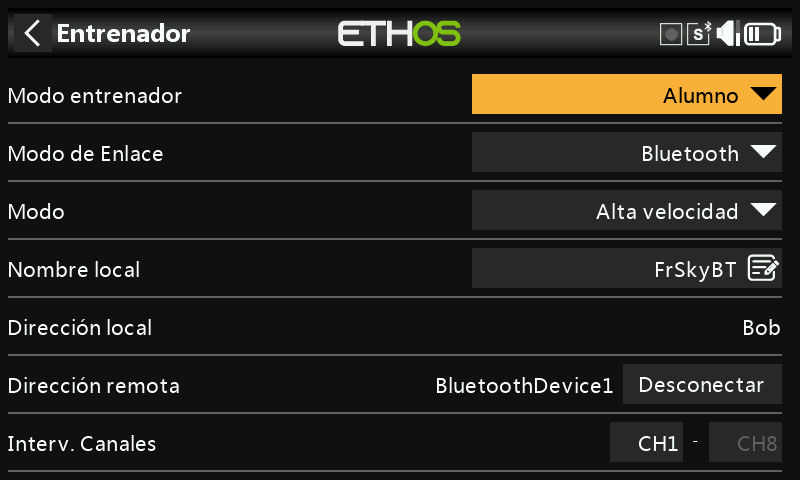 Entrenador
ETHOS
S
Modo entrenador Alumno
Modo de Enlace Bluetooth
Modo Alta velocidad
Nombre local FrSkyBT
Dirección local Bob
Dirección remota BluetoothDevice1 Desconectar
Interv. Canales CH1 - CH8